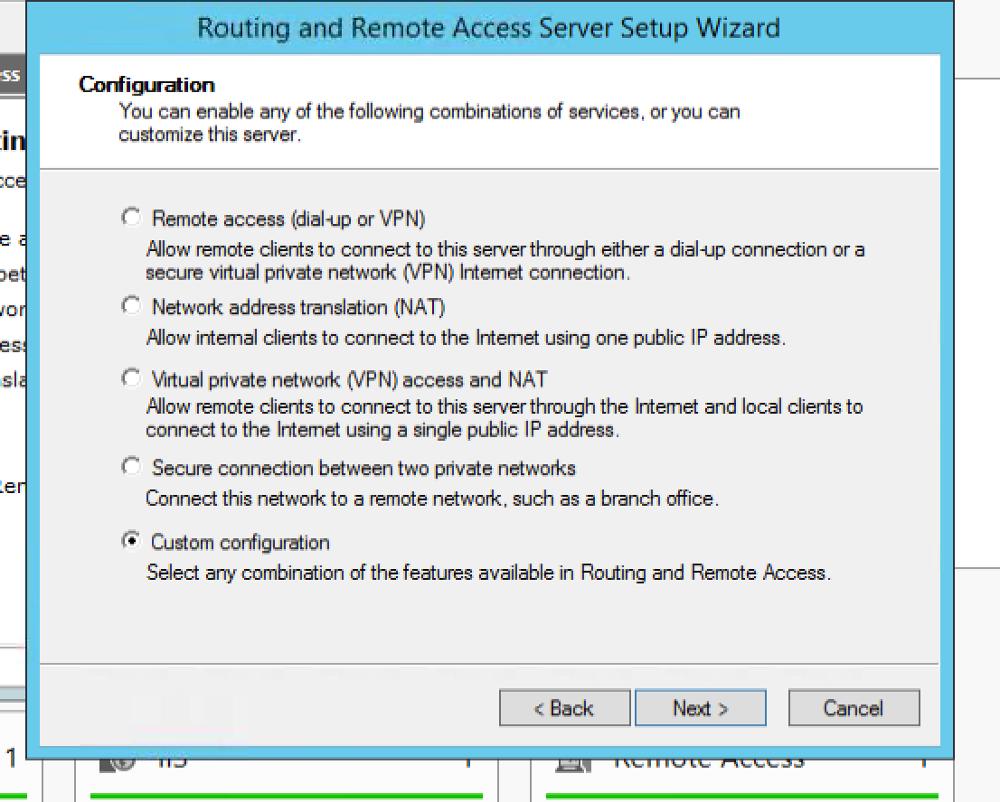 Routing and Remote Access Server Setup Wizard
Configuration
You can enable any of the following combinations of services, or you can
customize this server.
Remote access (dial-up or VPN)
Allow remote clients to connect to this server through either a dial-up connection or a
secure virtual private network (VPN) Internet connection.
Network address translation (NAT)
Allow internal clients to connect to the Internet using one public IP address.
Virtual private network (VPN) access and NAT
Allow remote clients to connect to this server through the Internet and local clients to
connect to the Internet using a single public IP address.
Secure connection between two private networks
Connect this network to a remote network, such as a branch office.
Custom configuration
Select any combination of the features available in Routing and Remote Access.
< Back
Next >
Cancel
1
Remote Access